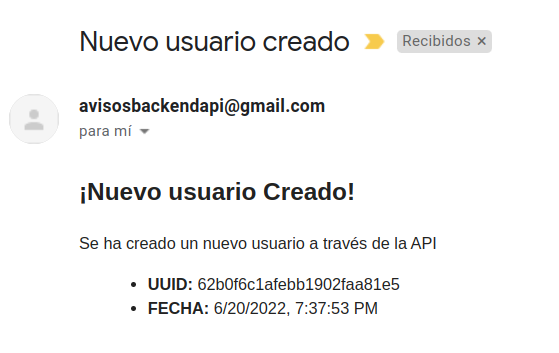 Nuevo usuario creado Recibidos ×
avisosbackendapi@gmail.com
para mí
¡Nuevo usuario Creado!
Se ha creado un nuevo usuario a través de la API
• UUID: 62b0f6c1afebb1902faa81e5
• FECHA: 6/20/2022, 7:37:53 PM